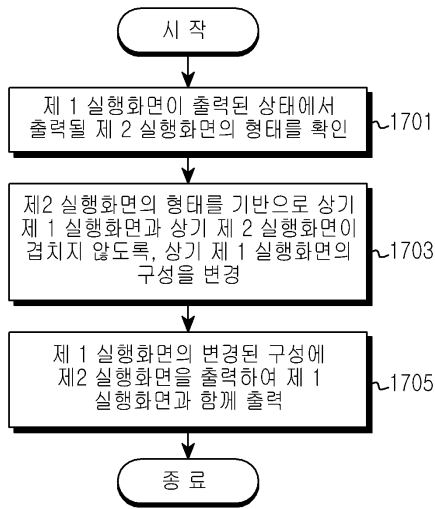 시 작
제 1 실행화면이 출력된 상태에서
출력될 제 2 실행화면의 형태를 확인
1701
제2 실행화면의 형태를 기반으로 상기
제 1 실행화면과 상기 제 2 실행화면이
겹치지 않도록, 상기 제 1 실행화면의
구성을 변경
1703
제 1 실행화면의 변경된 구성에
제2 실행화면을 출력하여 제 1
실행화면과 함께 출력
1705
종 료